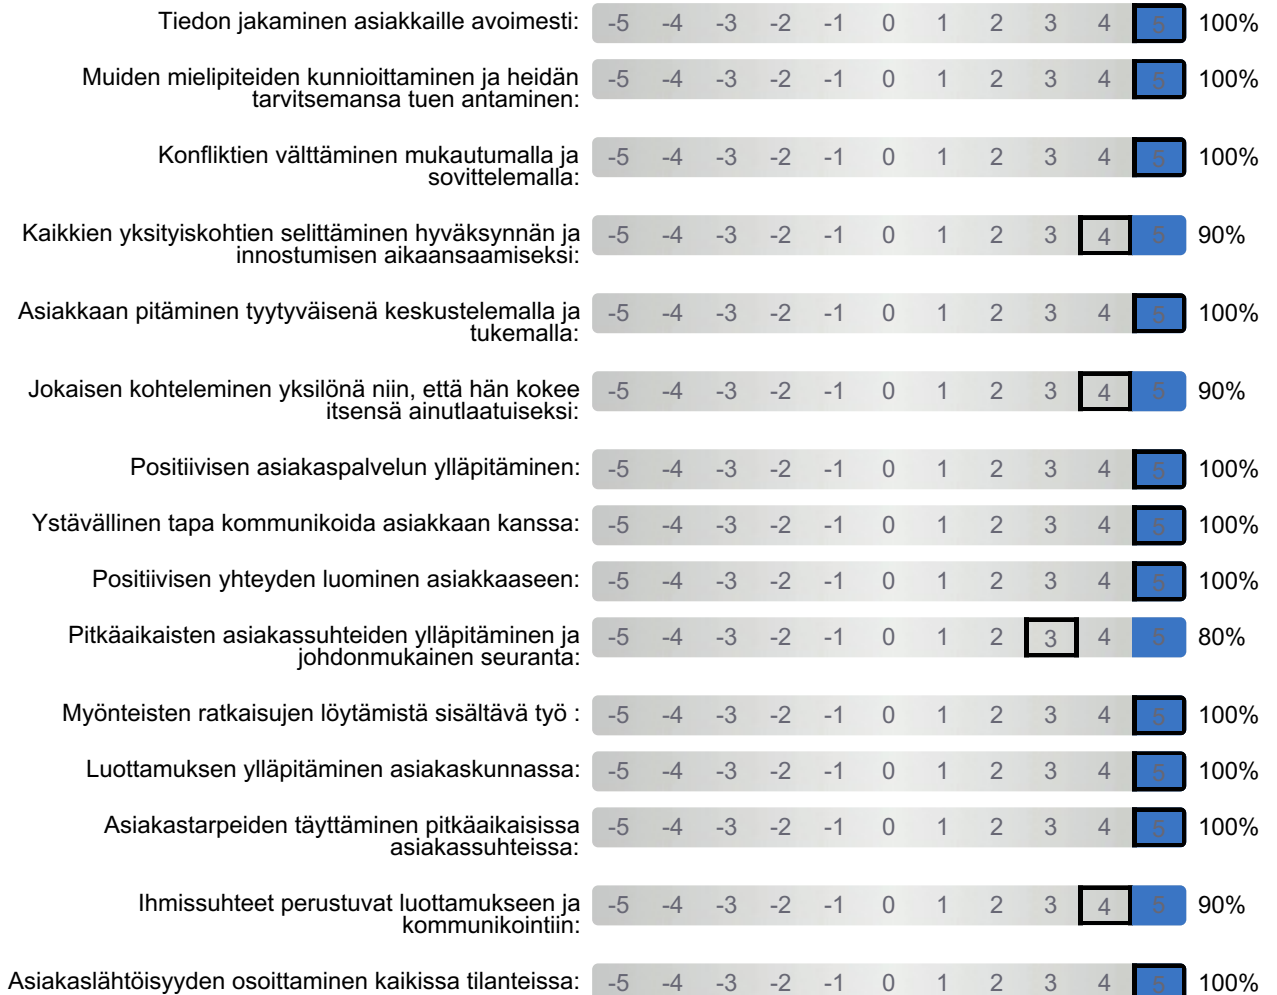 Tiedon jakaminen asiakkaille avoimesti: -5 -4 -3 -2 -1 0 1 2 3 4 5 100%
Muiden mielipiteiden kunnioittaminen ja heidän
tarvitsemansa tuen antaminen: -5 -4 -3 -2 -1 0 1 2 3 4 5 100%
Konfliktien välttäminen mukautumalla ja
sovittelemalla: -5 -4 -3 -2 -1 0 1 2 3 4 5 100%
Kaikkien yksityiskohtien selittäminen hyväksynnän ja
innostumisen aikaansaamiseksi: -5 -4 -3 -2 -1 0 1 2 3 4 5 90%
Asiakkaan pitäminen tyytyväisenä keskustelemalla ja
tukemalla: -5 -4 -3 -2 -1 0 1 2 3 4 5 100%
Jokaisen kohteleminen yksilönä niin, että hän kokee
itsensä ainutlaatuiseksi: -5 -4 -3 -2 -1 0 1 2 3 4 5 90%
Positiivisen asiakaspalvelun ylläpitäminen: -5 -4 -3 -2 -1 0 1 2 3 4 5 100%
Ystävällinen tapa kommunikoida asiakkaan kanssa: -5 -4 -3 -2 -1 0 1 2 3 4 5 100%
Positiivisen yhteyden luominen asiakkaaseen: -5 -4 -3 -2 -1 0 1 2 3 4 5 100%
Pitkäaikaisten asiakassuhteiden ylläpitäminen ja
johdonmukainen seuranta: -5 -4 -3 -2 -1 0 1 2 3 4 5 80%
Myönteisten ratkaisujen löytämistä sisältävä työ : -5 -4 -3 -2 -1 0 1 2 3 4 5 100%
Luottamuksen ylläpitäminen asiakaskunnassa: -5 -4 -3 -2 -1 0 1 2 3 4 5 100%
Asiakastarpeiden täyttäminen pitkäaikaisissa
asiakassuhteissa: -5 -4 -3 -2 -1 0 1 2 3 4 5 100%
Ihmissuhteet perustuvat luottamukseen ja
kommunikointiin: -5 -4 -3 -2 -1 0 1 2 3 4 5 90%
Asiakaslähtöisyyden osoittaminen kaikissa tilanteissa: -5 -4 -3 -2 -1 0 1 2 3 4 5 100%